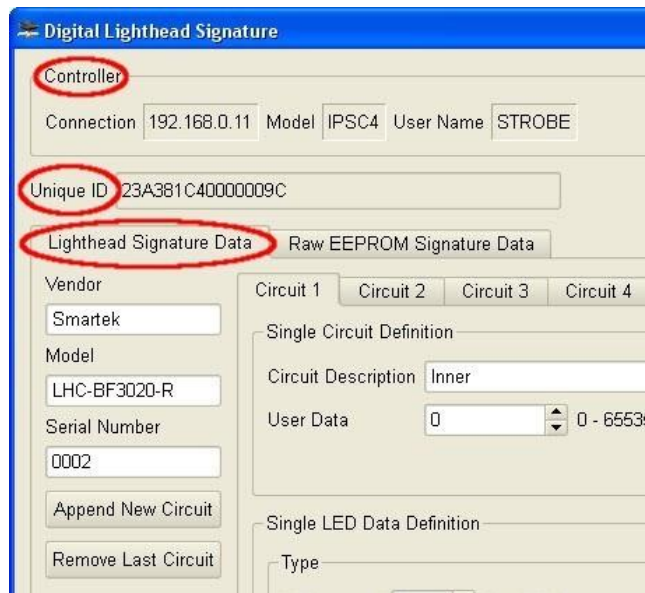 Digital Lighthead Signature
Controller
Connection 192.168.0.11 Model IPSC4 User Name STROBE
Unique ID 23A381C40000009C
Lighthead Signature Data Raw EEPROM Signature Data
Vendor
Smartek
Model
LHC-BF3020-R
Serial Number
0002
Append New Circuit
Remove Last Circuit
Circuit 1 Circuit 2 Circuit 3 Circuit 4
Single Circuit Definition
Circuit Description Inner
User Data 0 0 - 6553
Single LED Data Definition
Type